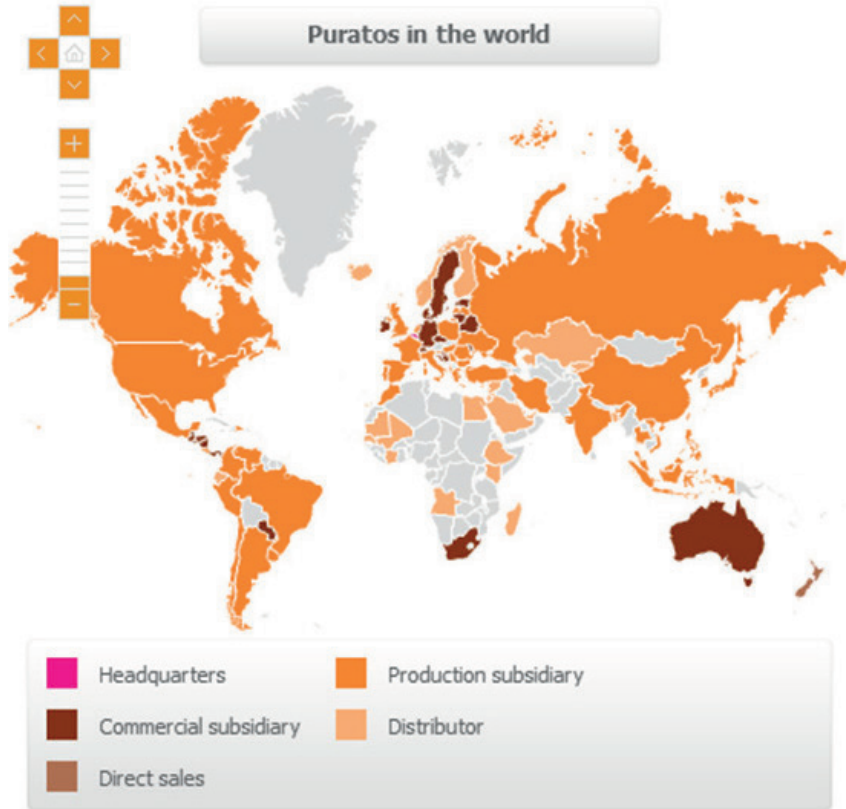 Puratos in the world
Headquarters
Production subsidiary
Commercial subsidiary
Distributor
Direct sales